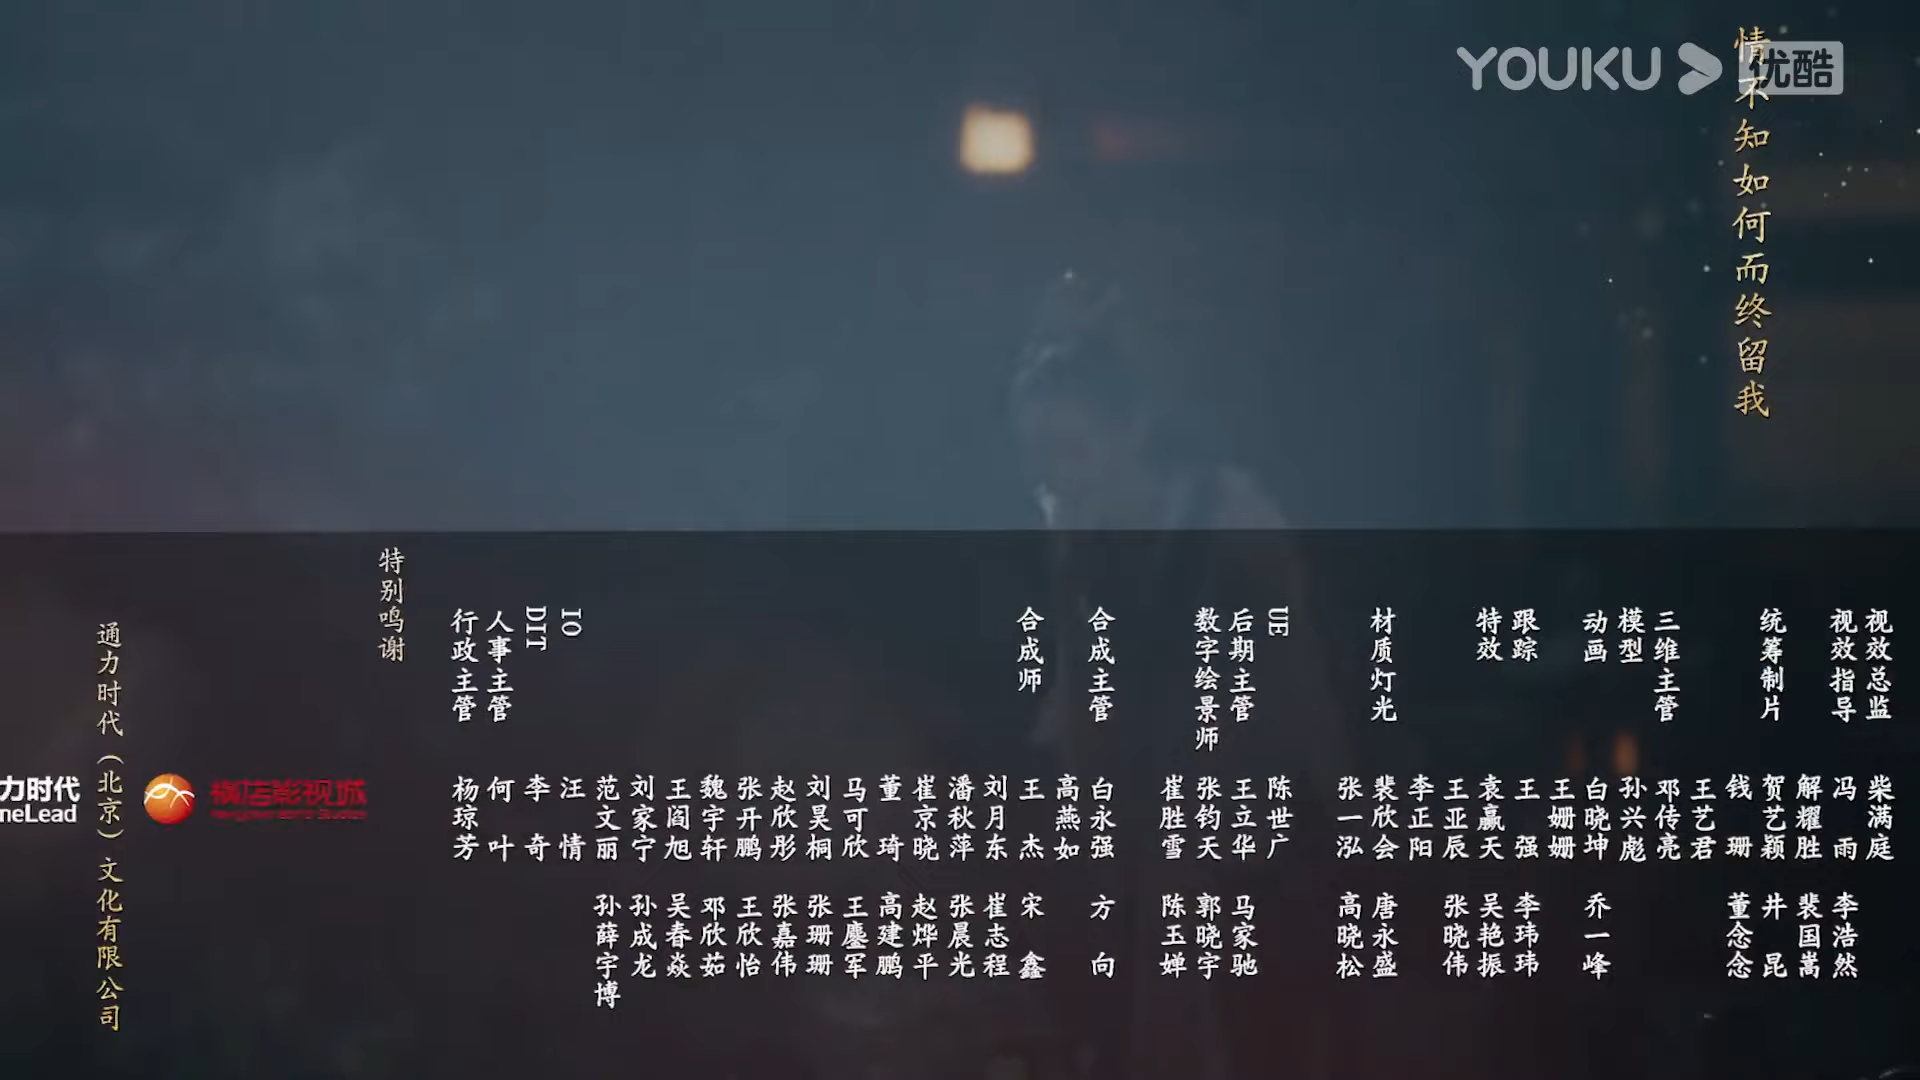 YOUKU 优酷
情不知如何而终留我
视效总监
柴满庭
视效指导
冯雨
李浩然
解耀胜
裴国嵩
统筹制片
贺艺颖
井昆
钱珊
董念念
王艺君
三维主管
邓传亮
模型
孙兴彪
动画
白晓坤
乔一峰
王姗姗
跟踪
王强
李玮玮
特效
袁赢天
吴艳振
王亚辰
张晓伟
李正阳
材质灯光
裴欣会
唐永盛
张一泓
高晓松
UE
陈世广
后期主管
王立华
马家驰
数字绘景师
张钧天
郭晓宇
崔胜雪
陈玉婵
合成主管
白永强
方向
高燕如
合成师
王杰
宋鑫
刘月东
崔志程
潘秋萍
张晨光
崔京晓
赵烨平
董琦
高建鹏
马可欣
王鏖军
刘昊桐
张珊珊
赵欣彤
张嘉伟
张开鹏
王欣怡
魏宇轩
邓欣茹
王阎旭
吴春焱
刘家宁
孙成龙
范文丽
孙薛宇博
IO
汪情
DIT
李奇
人事主管
何叶
行政主管
杨琼芳
特别鸣谢
横店影视城
通力时代（北京）文化有限公司
力时代
neLead